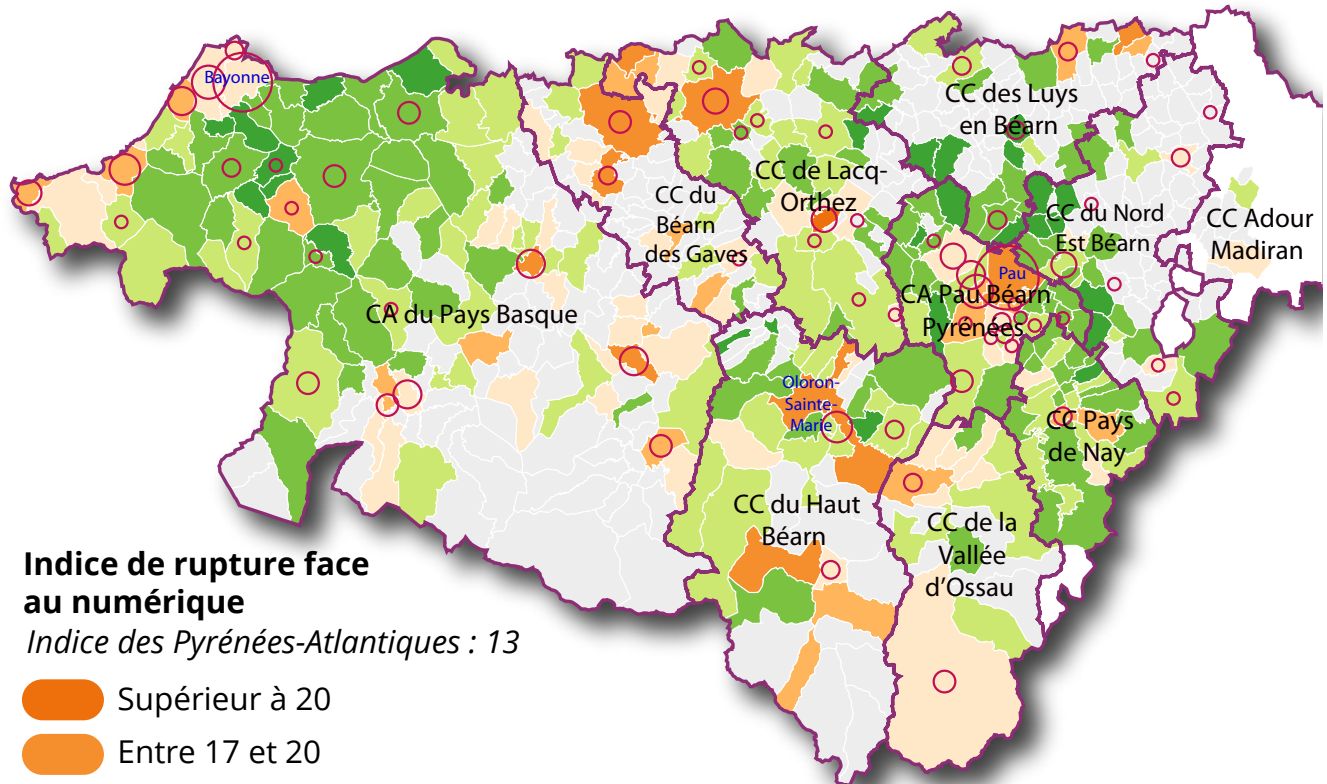 Bayonne
CC des Luys
en Béarn
CC de Lacq-
Orthez
CC du
Béarn
des Gaves
CC du Nord
Est Béarn
CC Adour
Madiran
Pau
CA Pau Béarn
Pyrénées
CA du Pays Basque
Oloron-
Sainte-
Marie
CC Pays
de Nay
CC du Haut
Béarn
CC de la
Vallée
d'Ossau
Indice de rupture face
au numérique
Indice des Pyrénées-Atlantiques : 13
Supérieur à 20
Entre 17 et 20